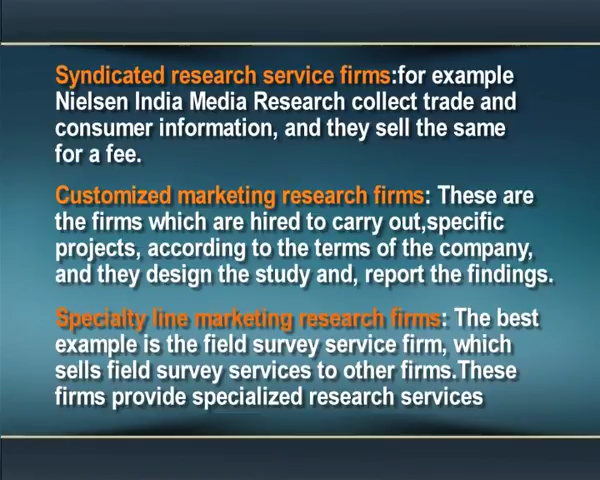 Syndicated research service firms:for example
Nielsen India Media Research collect trade and
consumer information, and they sell the same
for a fee.
Customized marketing research firms: These are
the firms which are hired to carry out,specific
projects, according to the terms of the company,
and they design the study and, report the findings.
Specialty line marketing research firms: The best
example is the field survey service firm, which
sells field survey services to other firms.These
firms provide specialized research services